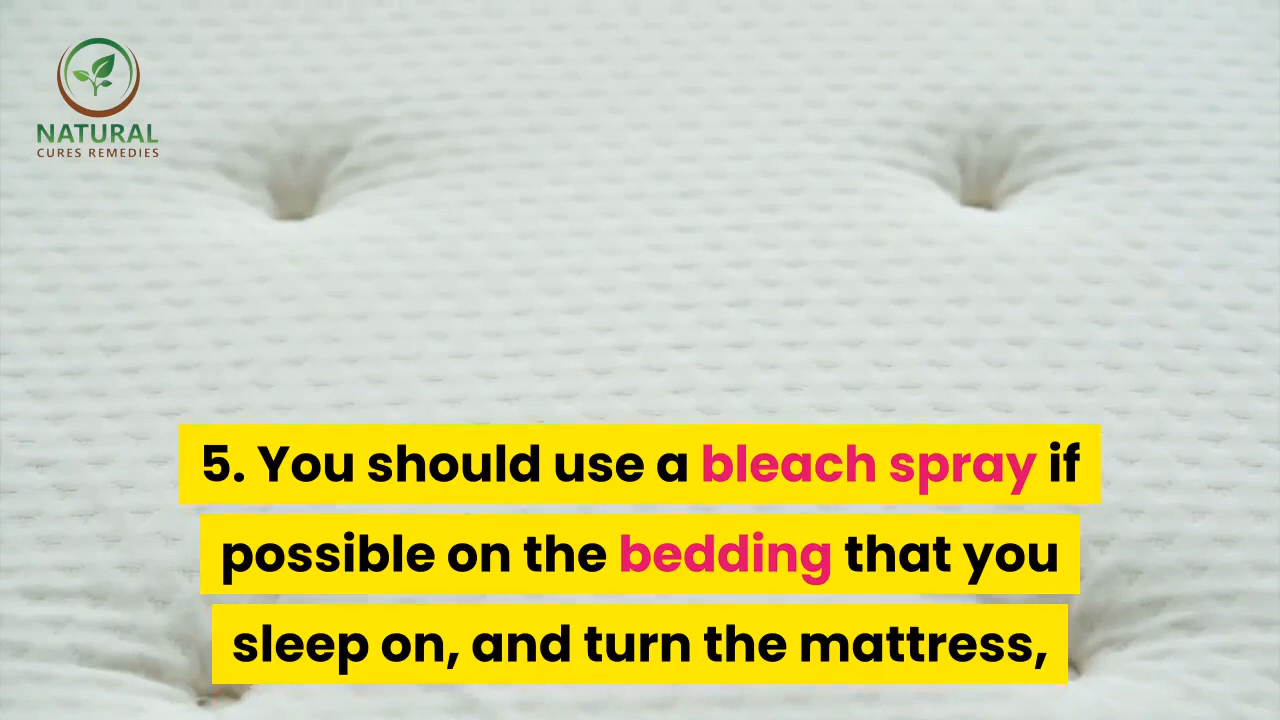 NATURAL
CURES REMEDIES
5. You should use a bleach spray if
possible on the bedding that you
sleep on, and turn the mattress,